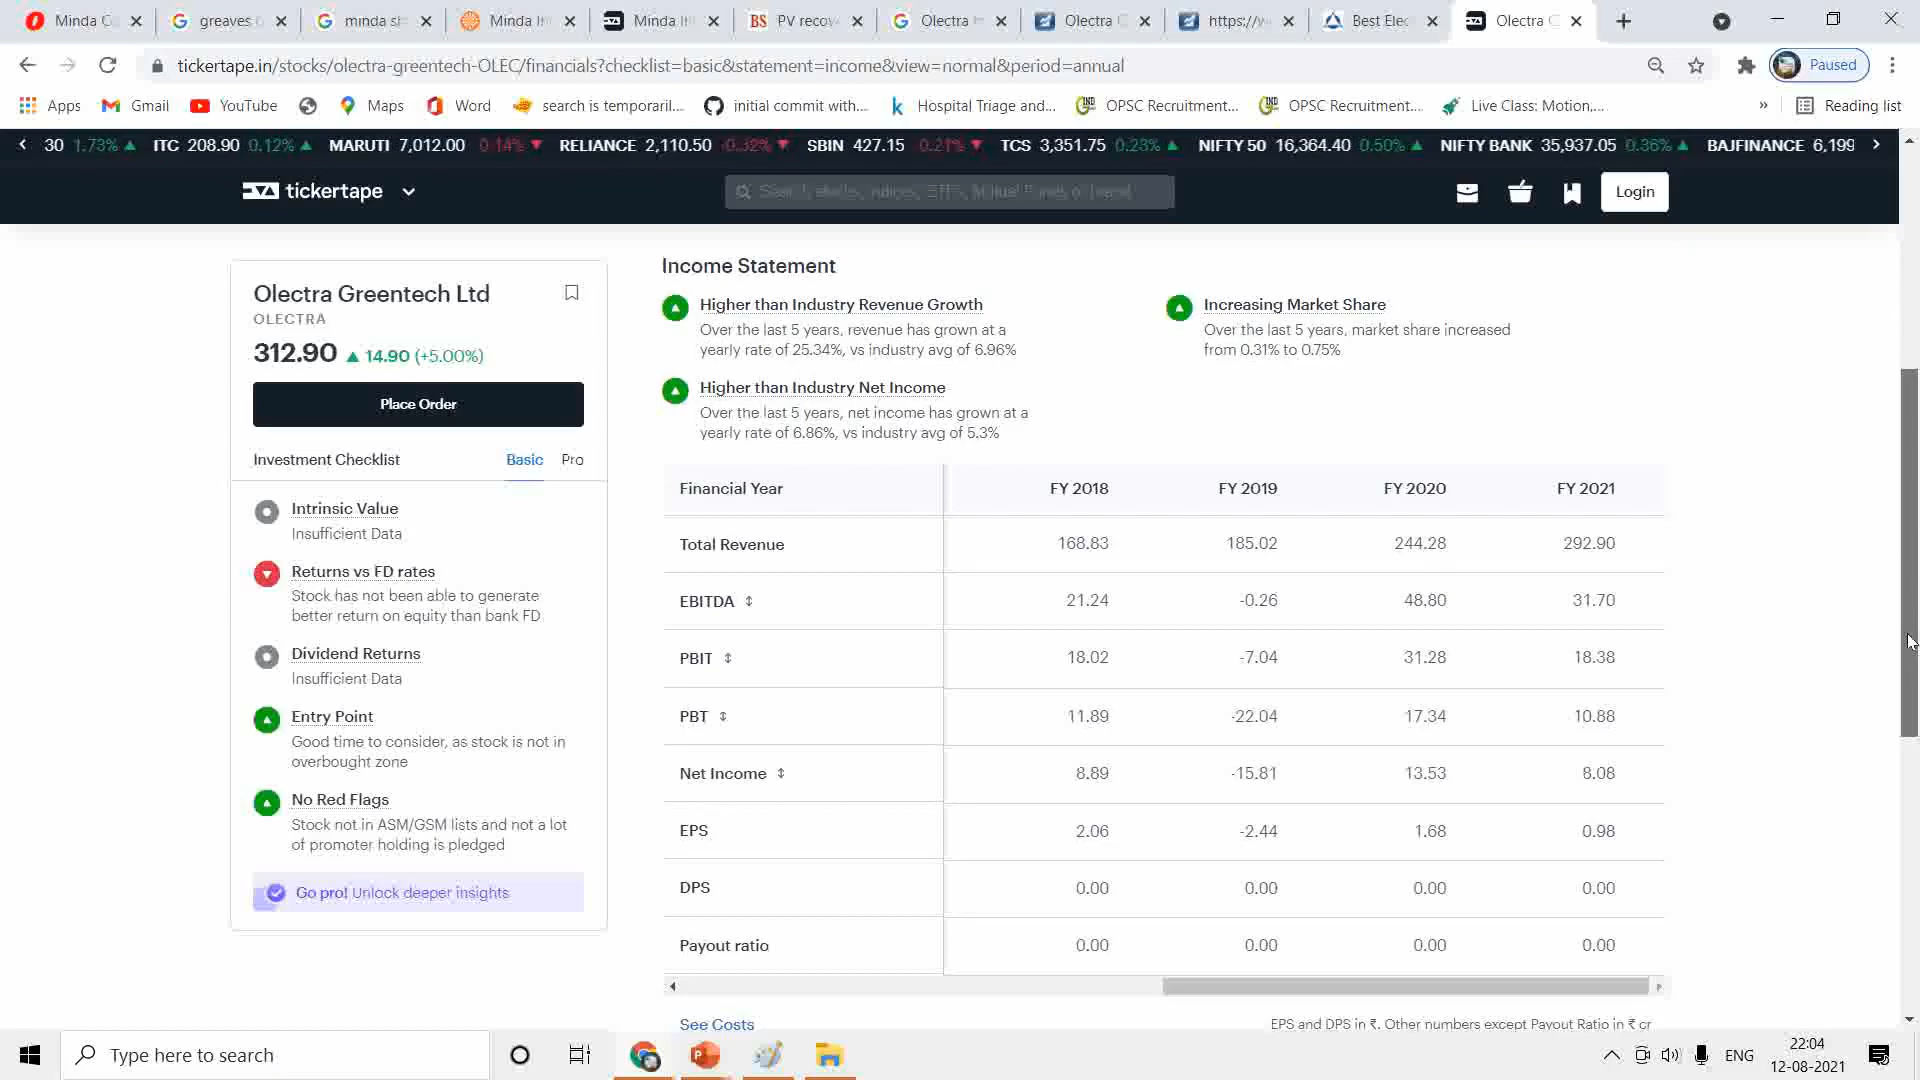 Minda C
greaves
minda s
Minda I
Minda I
PV recov
Olectra
Olectra
https://
Best Elec
Olectra
tickertape.in/stocks/olectra-greentech-OLEC/financials?checklist=basic&statement=income&view=normal&period=annual
Paused
Apps
Gmail
YouTube
Maps
Word
search is temporaril...
initial commit with...
Hospital Triage and...
OPSC Recruitment...
OPSC Recruitment...
Live Class: Motion,...
»
Reading list
30 1.73% ITC 208.90 0.12% MARUTI 7,012.00 0.14% RELIANCE 2,110.50 -0.32% SBIN 427.15 0.21% TCS 3,351.75 0.23% NIFTY 50 16,364.40 0.50% NIFTY BANK 35,937.05 0.36% BAJFINANCE 6,199
tickertape
Login
Olectra Greentech Ltd
OLECTRA
312.90 14.90 (+5.00%)
Place Order
Investment Checklist Basic Pro
Intrinsic Value
Insufficient Data
Returns vs FD rates
Stock has not been able to generate
better return on equity than bank FD
Dividend Returns
Insufficient Data
Entry Point
Good time to consider, as stock is not in
overbought zone
No Red Flags
Stock not in ASM/GSM lists and not a lot
of promoter holding is pledged
Go pro! Unlock deeper insights
Income Statement
Higher than Industry Revenue Growth
Over the last 5 years, revenue has grown at a
yearly rate of 25.34%, vs industry avg of 6.96%
Increasing Market Share
Over the last 5 years, market share increased
from 0.31% to 0.75%
Higher than Industry Net Income
Over the last 5 years, net income has grown at a
yearly rate of 6.86%, vs industry avg of 5.3%
Financial Year FY 2018 FY 2019 FY 2020 FY 2021
Total Revenue 168.83 185.02 244.28 292.90
EBITDA 21.24 -0.26 48.80 31.70
PBIT 18.02 -7.04 31.28 18.38
PBT 11.89 -22.04 17.34 10.88
Net Income 8.89 -15.81 13.53 8.08
EPS 2.06 -2.44 1.68 0.98
DPS 0.00 0.00 0.00 0.00
Payout ratio 0.00 0.00 0.00 0.00
See Costs
EPS and DPS in ₹. Other numbers except Payout Ratio in ₹ cr
Type here to search
ENG
22:04
12-08-2021